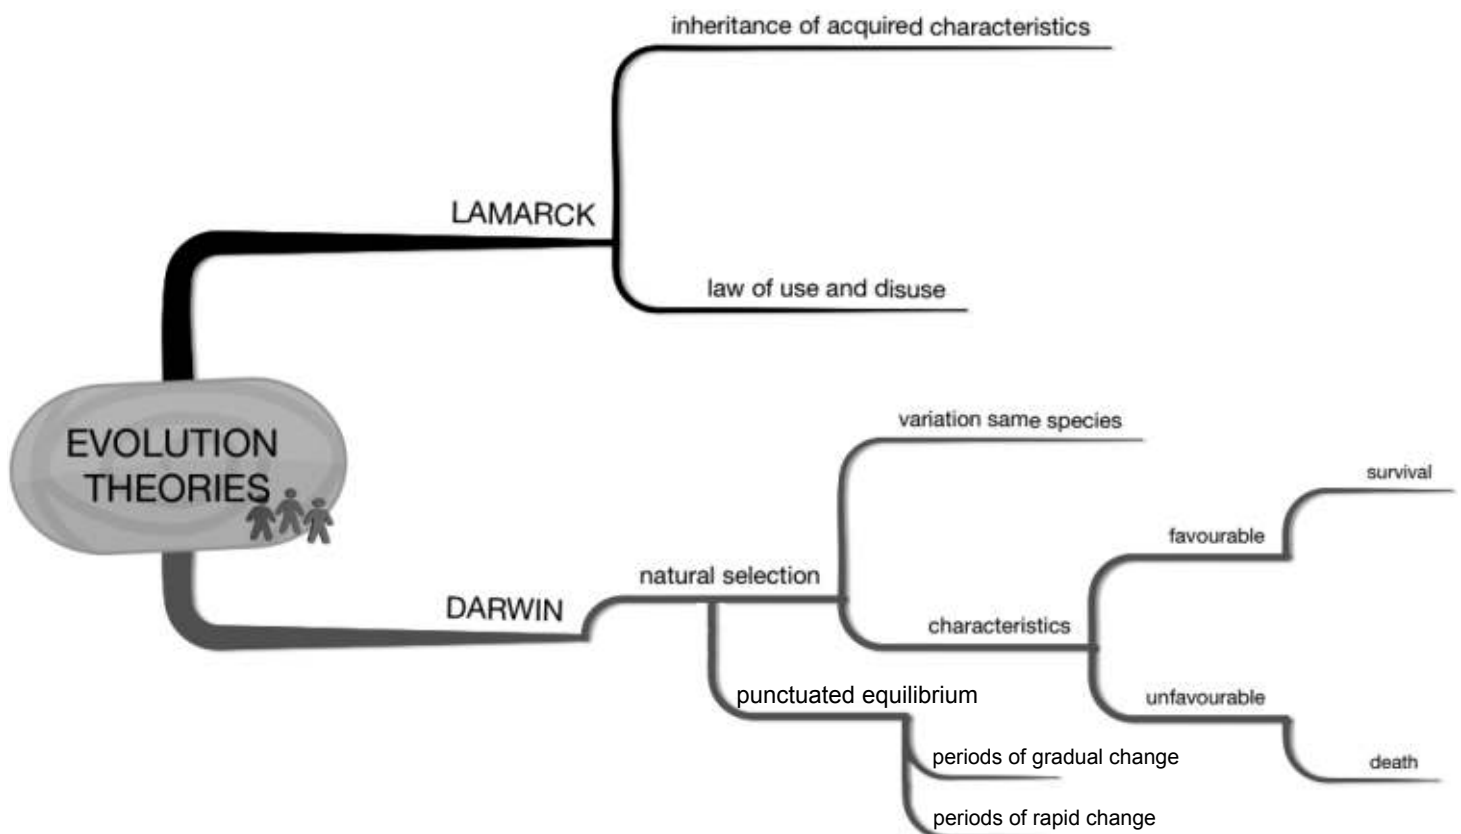 inheritance of acquired characteristics
LAMARCK
law of use and disuse
EVOLUTION
THEORIES
variation same species
survival
favourable
natural selection
DARWIN
characteristics
punctuated equilibrium
unfavourable
periods of gradual change
death
periods of rapid change